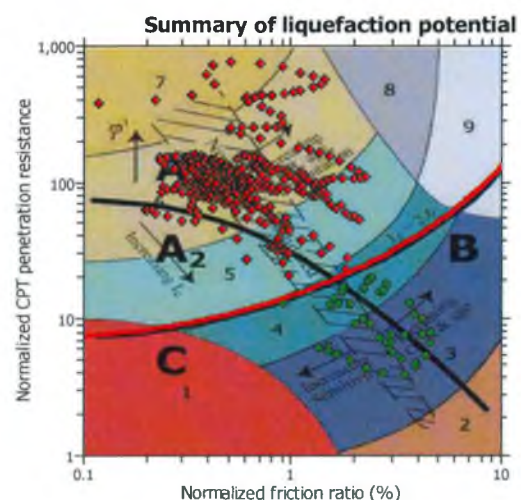 Summary of liquefaction potential
Normalized CPT penetration resistance
1,000
100
10
1
7
8
9
φ'
A₂
B
5
Increasing
4
C
1
3
2
0.1
1
10
Normalized friction ratio (%)